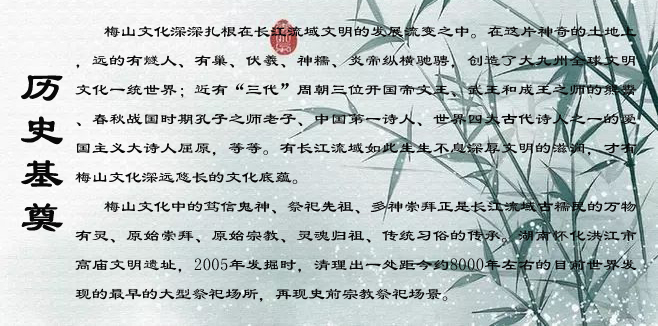 历史基奠
梅山文化深深扎根在长江流域文明的发展流变之中。在这片神奇的土地上
，远的有燧人、有巢、伏羲、神糯、炎帝纵横驰骋，创造了大九州全球文明
文化一统世界；近有“三代”周朝三位开国帝文王、武王和成王之师的熊鬻
、春秋战国时期孔子之师老子、中国第一诗人、世界四大古代诗人之一的爱
国主义大诗人屈原，等等。有长江流域如此生生不息深厚文明的滋润，才有
梅山文化深远悠长的文化底蕴。
梅山文化中的笃信鬼神、祭祀先祖、多神崇拜正是长江流域古糯民的万物
有灵、原始崇拜、原始宗教、灵魂归祖、传统习俗的传承。湖南怀化洪江市
高庙文明遗址，2005年发掘时，清理出一处距今约8000年左右的目前世界发
现的最早的大型祭祀场所，再现史前宗教祭祀场景。